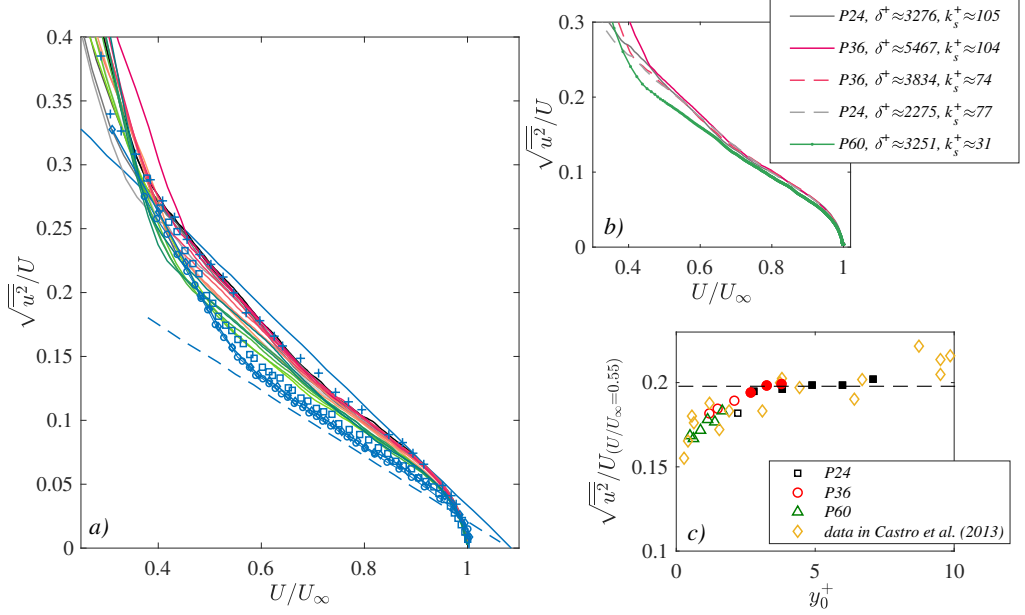 0.4
0.35
0.3
0.25
0.2
0.15
0.1
0.05
0
0.4
0.6
0.8
1
√u²/U
U/U∞
a)
0.3
0.2
0.1
0
0.4
0.6
0.8
1
√u²/U
U/U∞
b)
P24, δ⁺≈3276, kₛ⁺≈105
P36, δ⁺≈5467, kₛ⁺≈104
P36, δ⁺≈3834, kₛ⁺≈74
P24, δ⁺≈2275, kₛ⁺≈77
P60, δ⁺≈3251, kₛ⁺≈31
0.2
0.15
0.1
0
5
10
√u²/U(U/U∞=0.55)
y₀⁺
c)
P24
P36
P60
data in Castro et al. (2013)